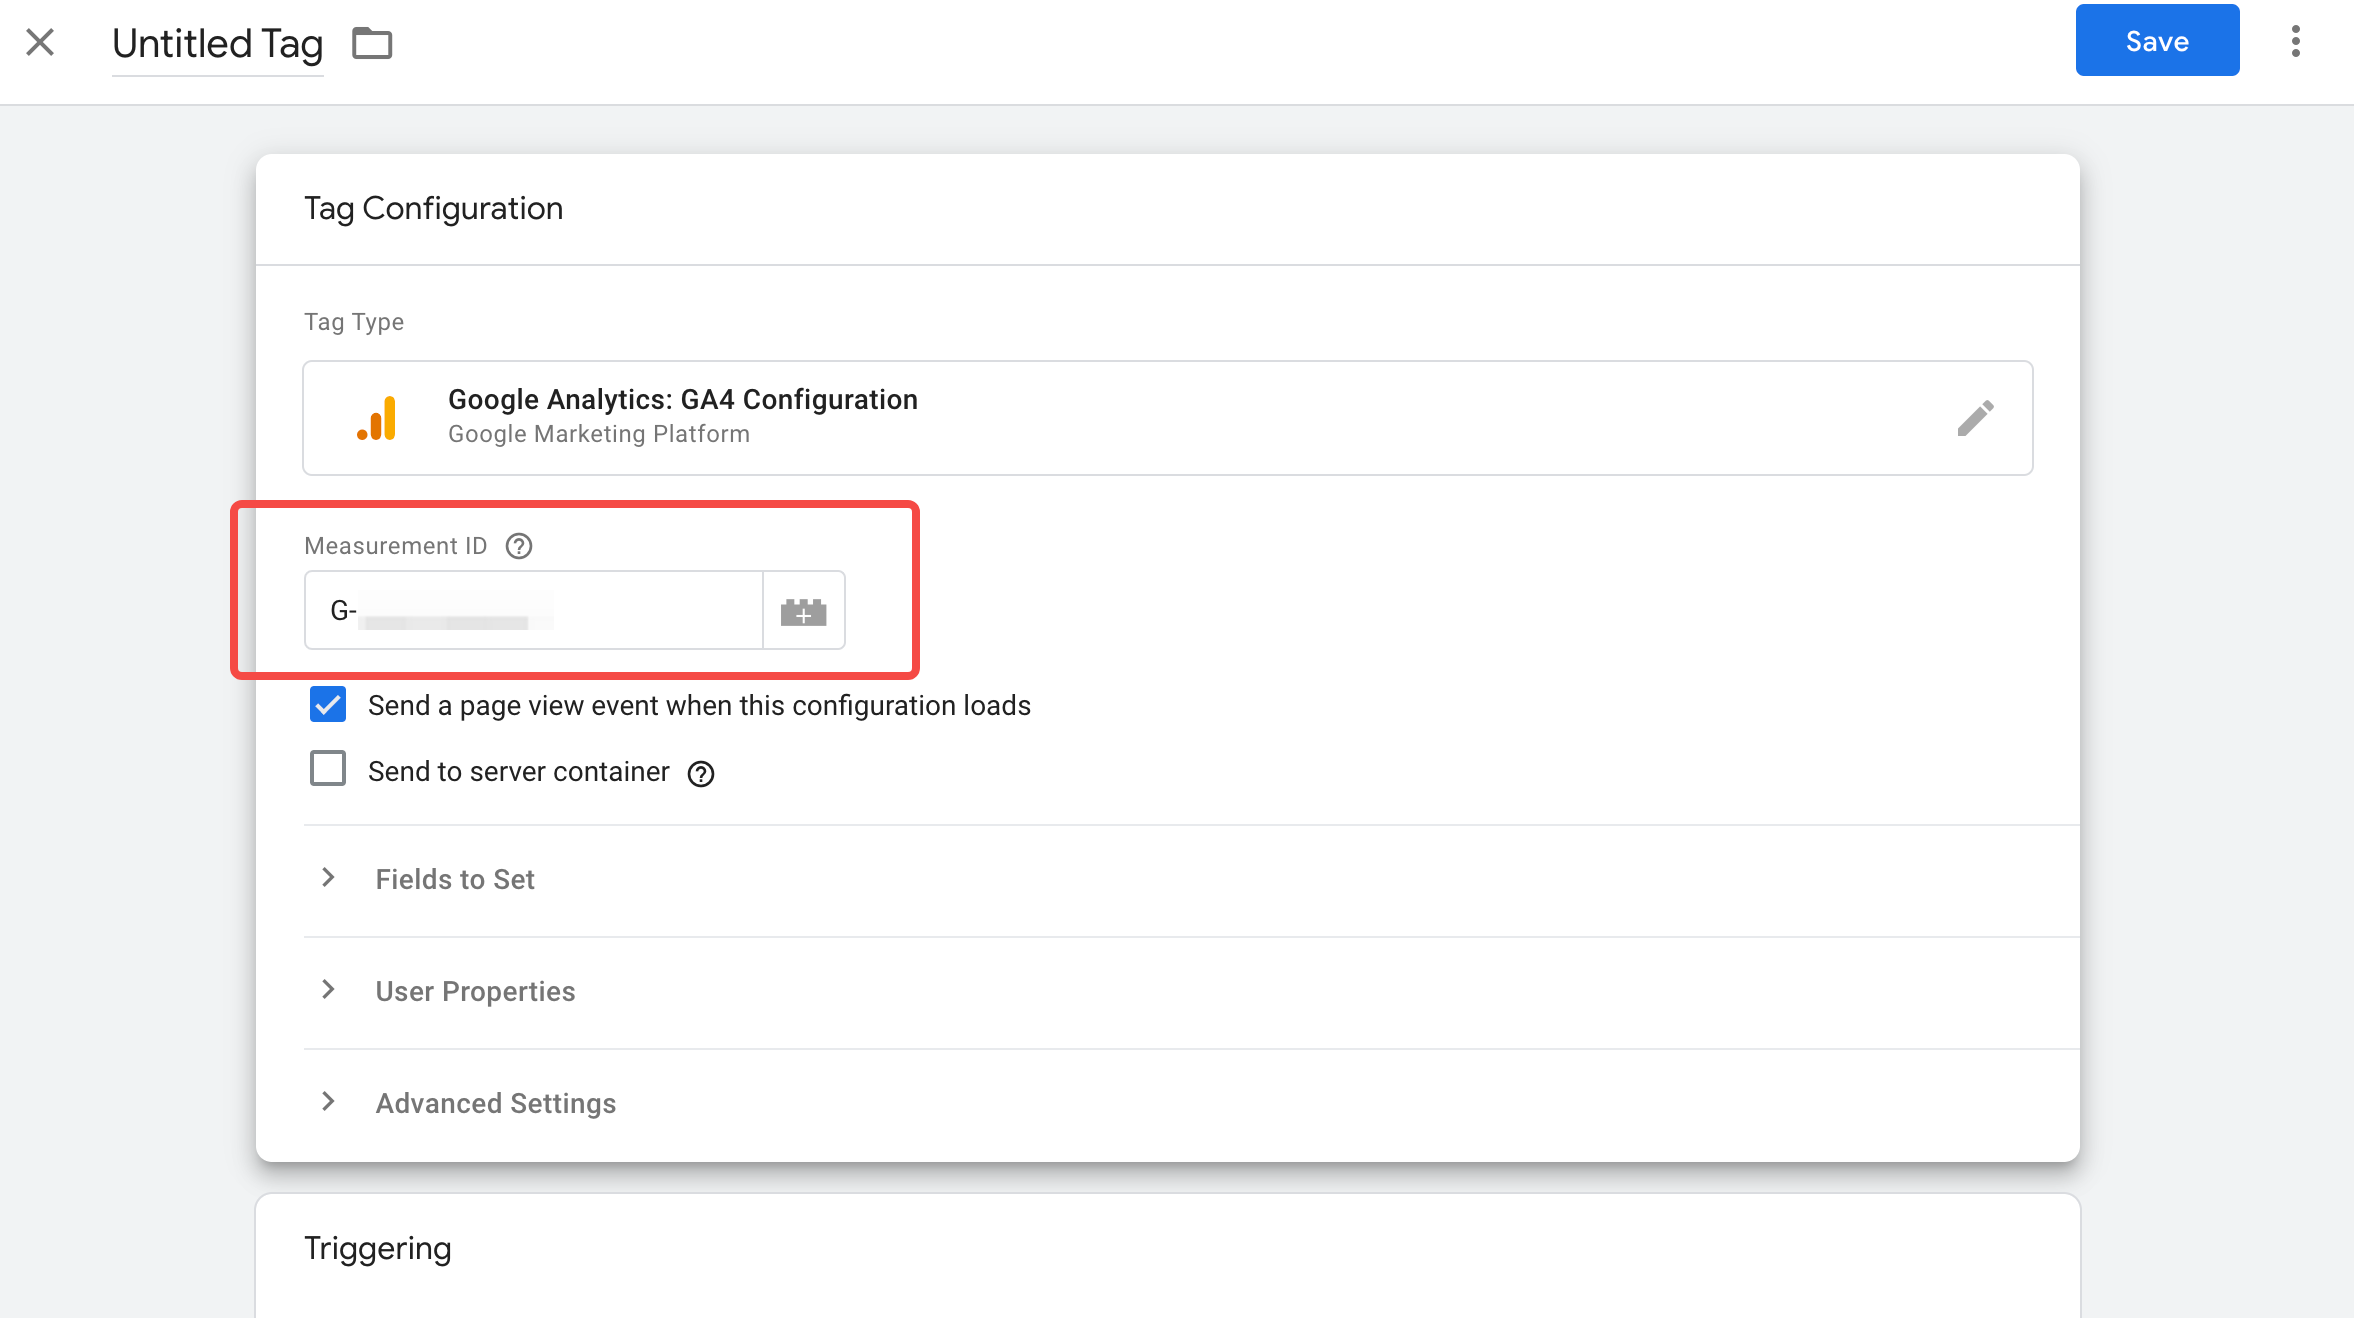 Untitled Tag
Save
Tag Configuration
Tag Type
Google Analytics: GA4 Configuration
Google Marketing Platform
Measurement ID
G-
Send a page view event when this configuration loads
Send to server container
Fields to Set
User Properties
Advanced Settings
Triggering